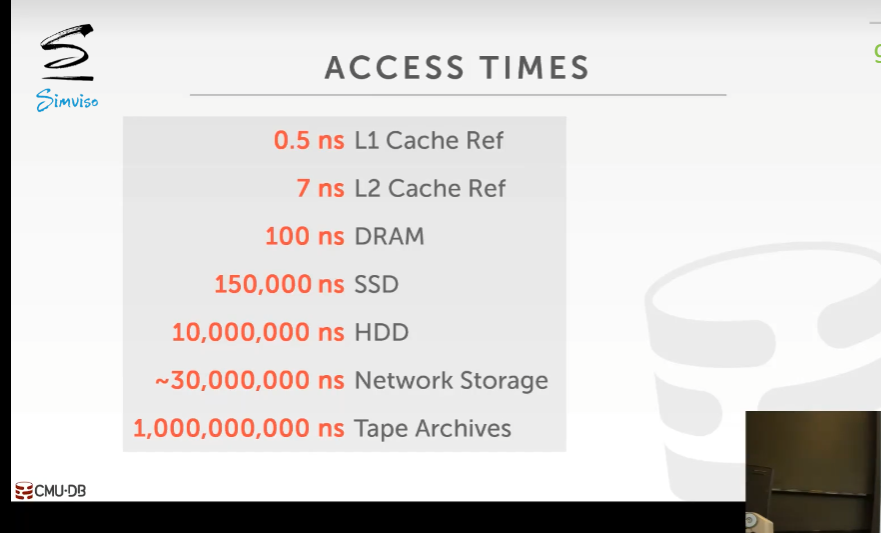 Simviso
ACCESS TIMES
0.5 ns L1 Cache Ref
7 ns L2 Cache Ref
100 ns DRAM
150,000 ns SSD
10,000,000 ns HDD
~30,000,000 ns Network Storage
1,000,000,000 ns Tape Archives
CMU·DB